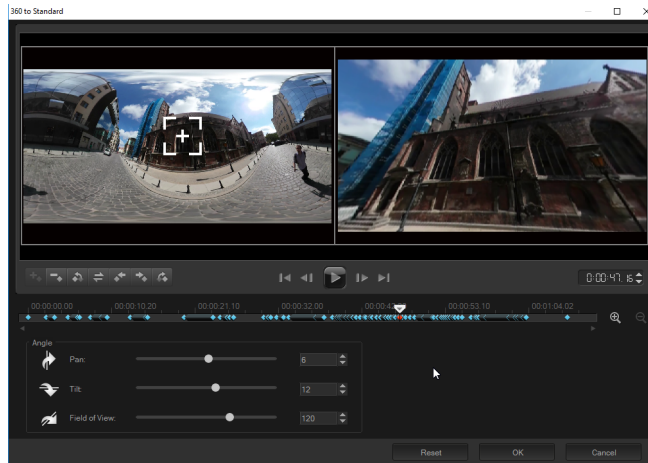 360 to Standard
0:00:47. 16
00:00:00.00 00:00:10.20 00:00:21.10 00:00:32.00 00:00:53.10 00:01:04.02
Angle
Pan: 6
Tilt: 12
Field of View: 120
Reset OK Cancel